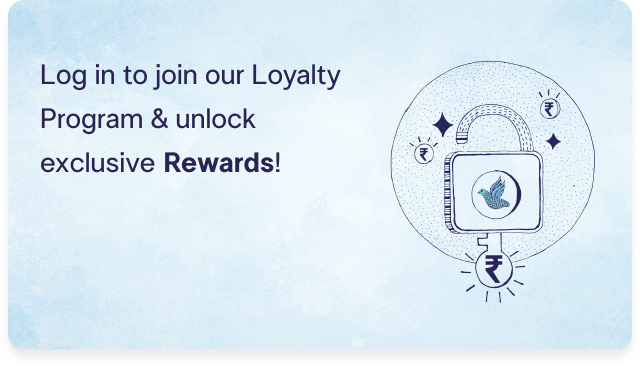 Log in to join our Loyalty
Program & unlock
exclusive Rewards!
₹
₹
₹